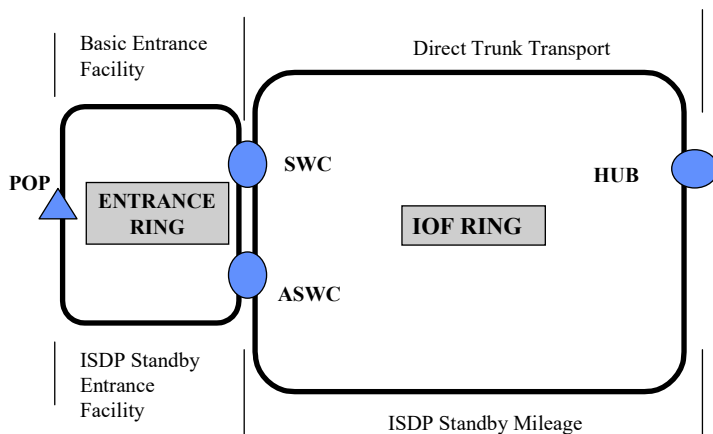 Basic Entrance
Facility
Direct Trunk Transport
POP
SWC
HUB
ENTRANCE
RING
IOF RING
ASWC
ISDP Standby
Entrance
Facility
ISDP Standby Mileage